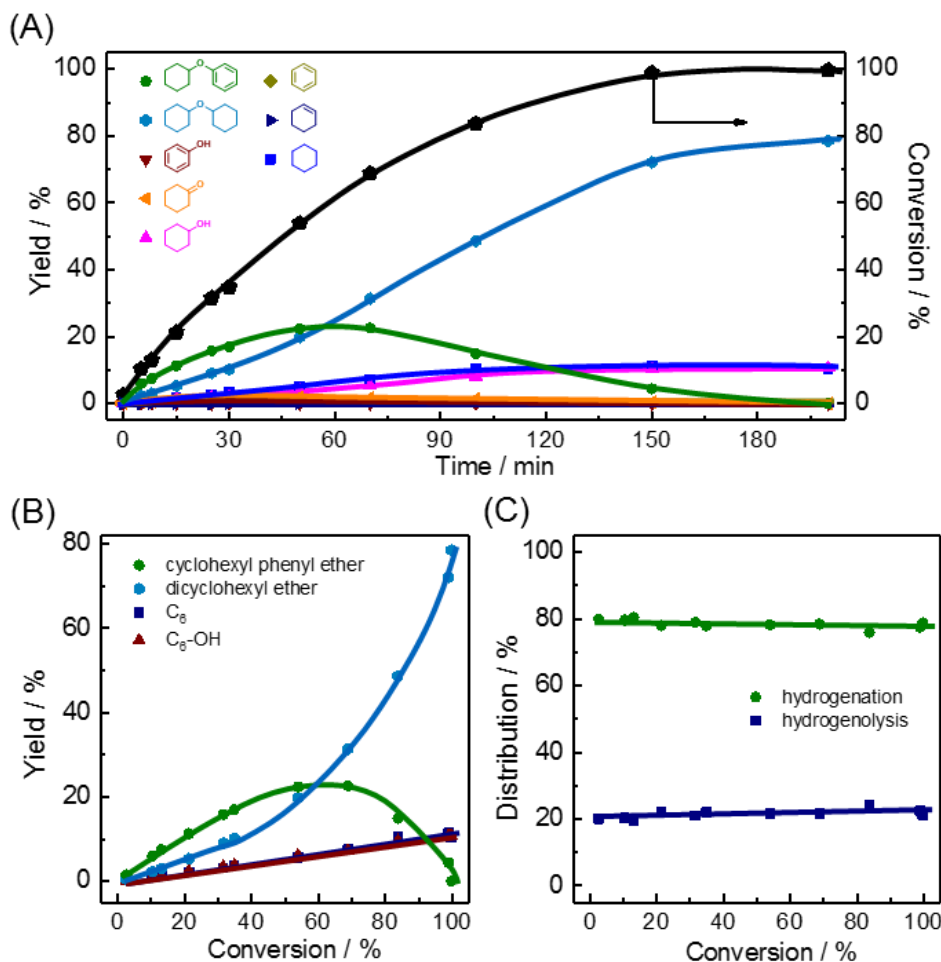 (A)
100
80
60
40
20
0
Yield / %
O
O
OH
O
OH
100
80
60
40
20
0
Conversion / %
0
30
60
90
120
150
180
Time / min
(B)
80
60
40
20
0
Yield / %
cyclohexyl phenyl ether
dicyclohexyl ether
C₆
C₆-OH
0
20
40
60
80
100
Conversion / %
(C)
100
80
60
40
20
0
Distribution / %
hydrogenation
hydrogenolysis
0
20
40
60
80
100
Conversion / %